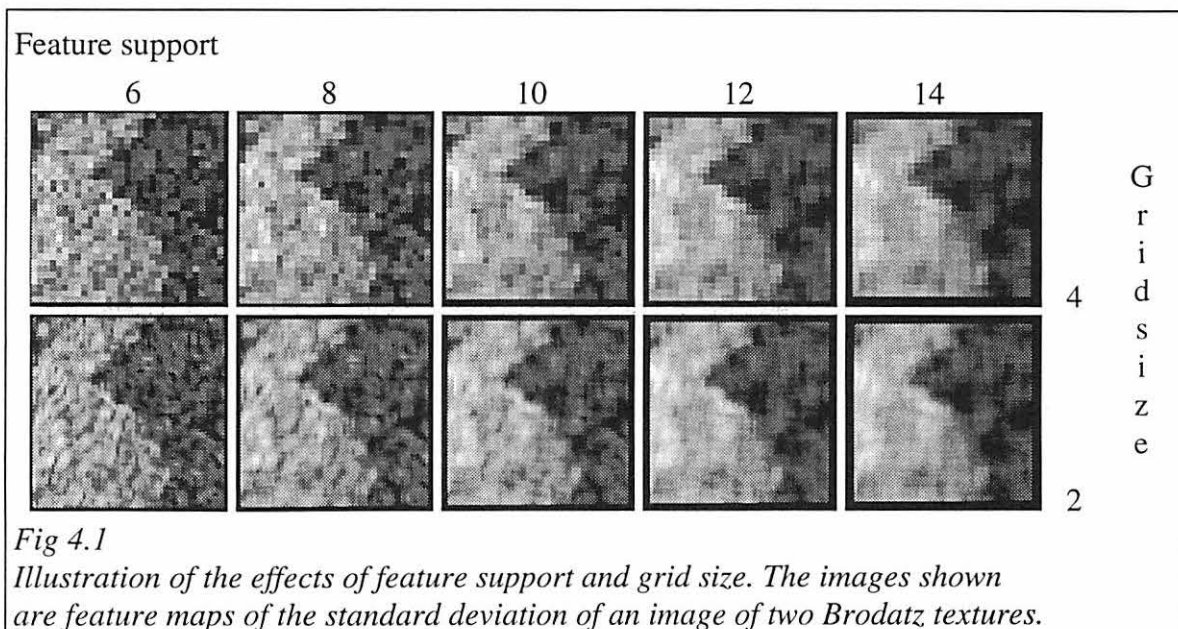 Feature support
6 8 10 12 14
Gridsize
4
2
Fig 4.1
Illustration of the effects of feature support and grid size. The images shown
are feature maps of the standard deviation of an image of two Brodatz textures.